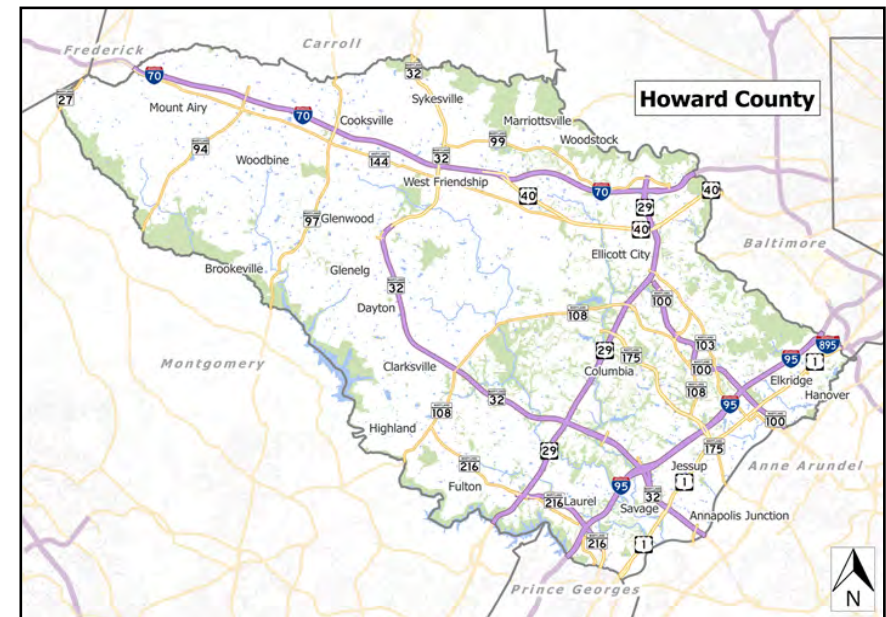 Frederick
Carroll
70
32
27
Mount Airy
Sykesville
Howard County
70
Cooksville
Marriottsville
94
99
Woodstock
Woodbine
144
32
West Friendship
70
40
40
29
97
Glenwood
40
Baltimore
Ellicott City
Brookeville
Glenelg
32
100
Dayton
108
103
895
29
175
95
1
Montgomery
Clarksville
Columbia
100
Elkridge
32
108
Hanover
108
95
100
Highland
29
175
216
Jessup
Anne Arundel
Fulton
95
1
32
216
Laurel
Savage
Annapolis Junction
216
1
Prince Georges
N